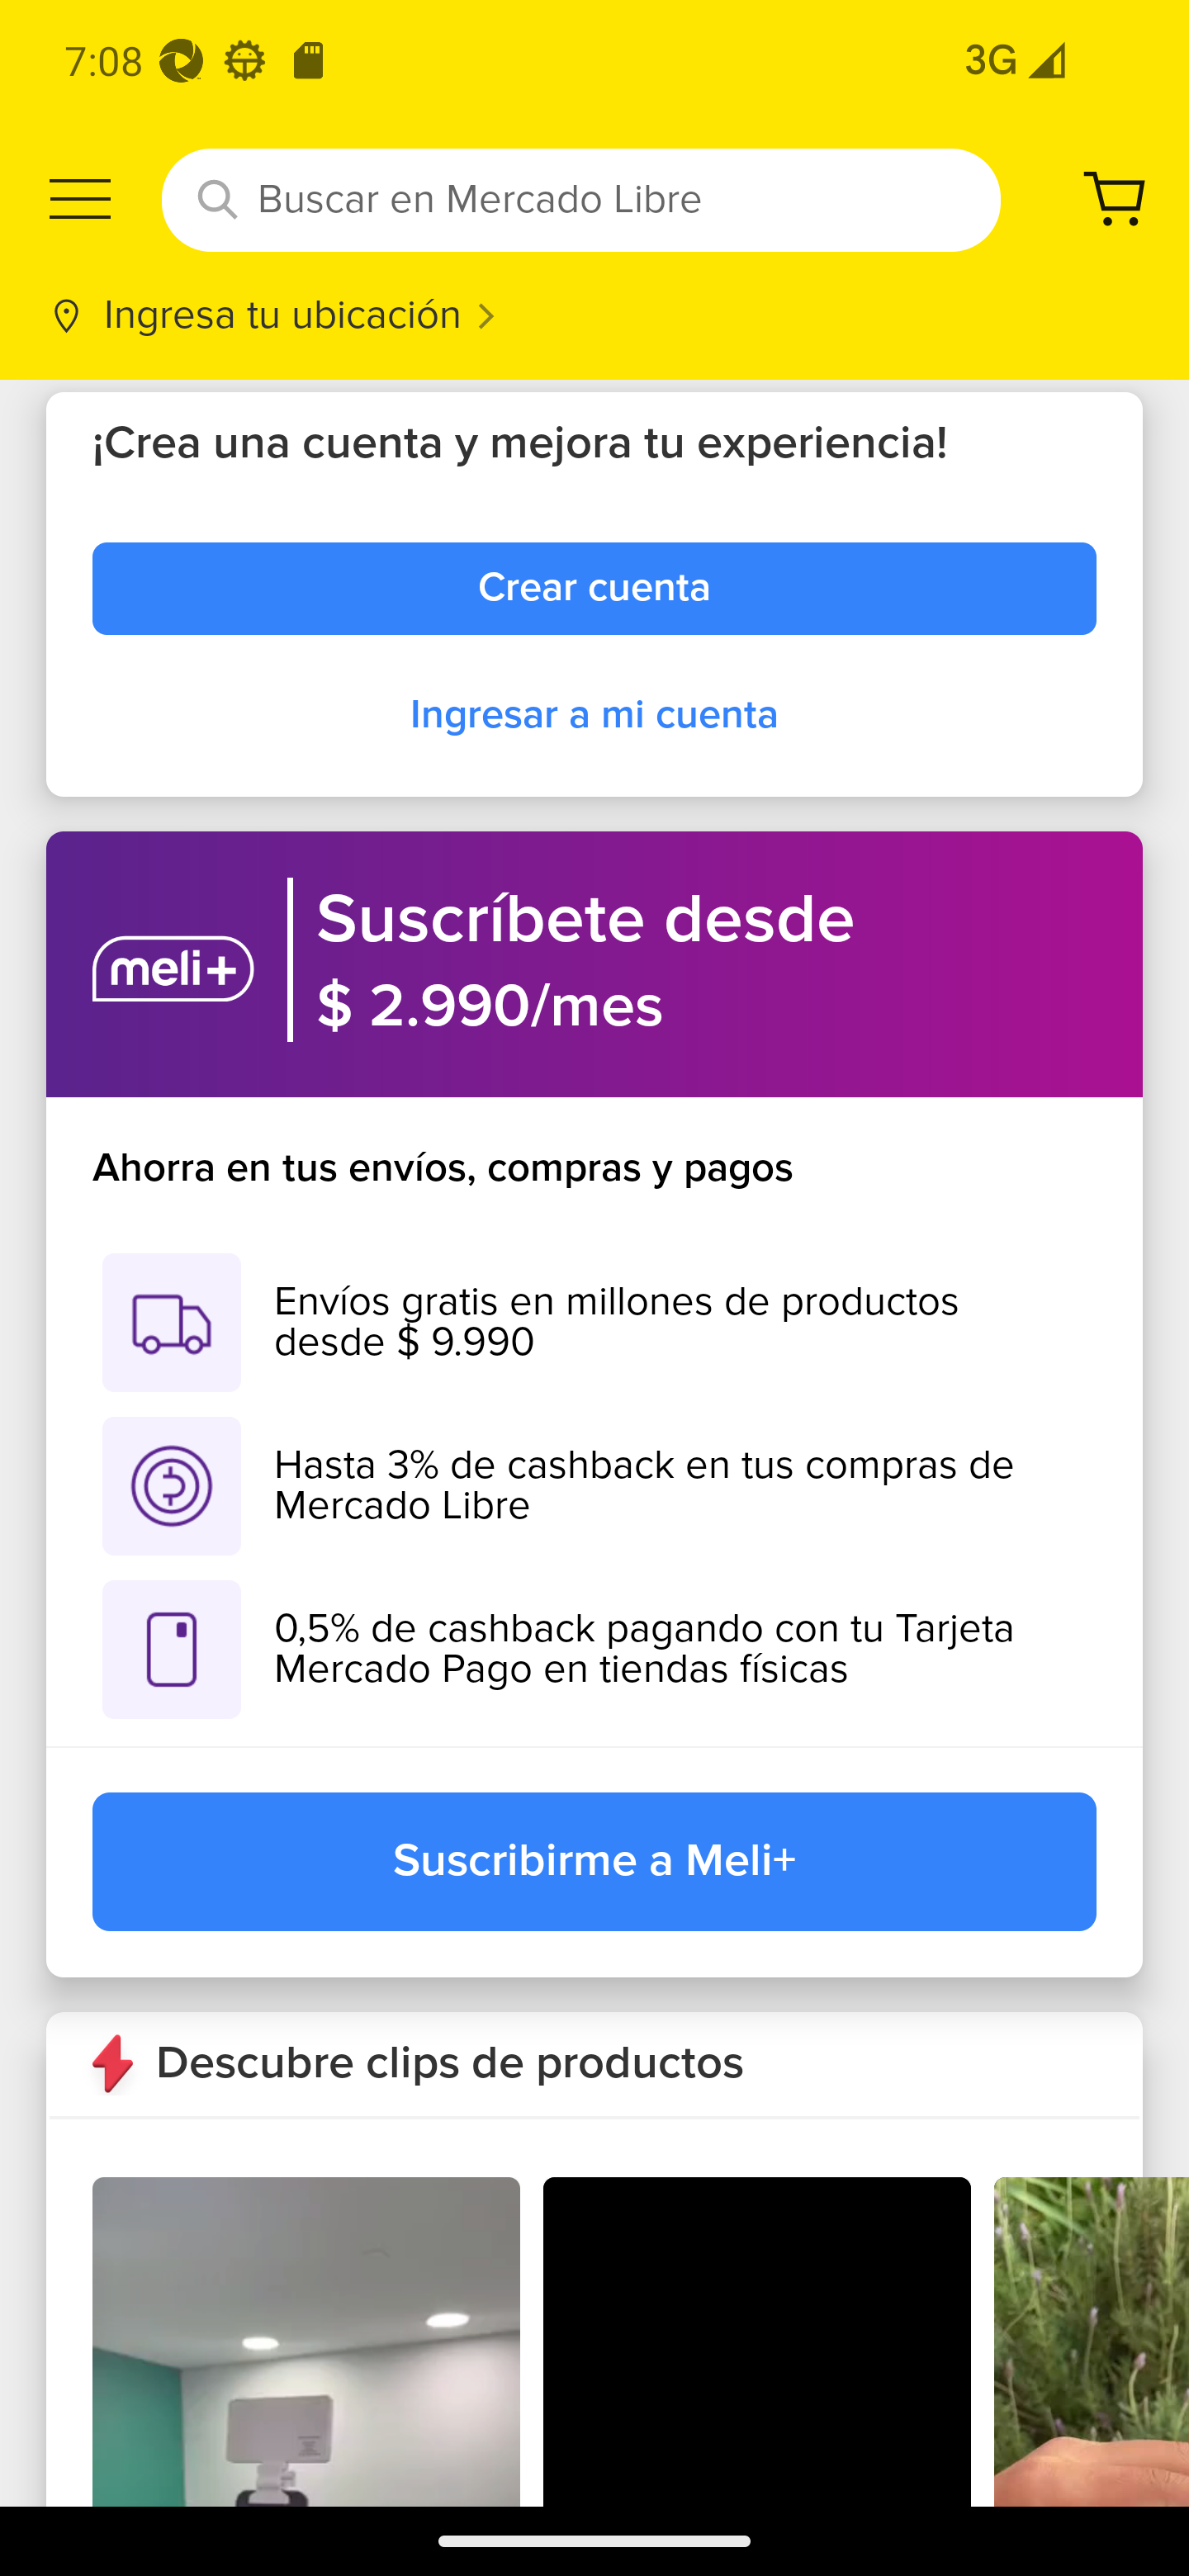 7:08
3G
Buscar en Mercado Libre
Ingresa tu ubicación
¡Crea una cuenta y mejora tu experiencia!
Crear cuenta
Ingresar a mi cuenta
meli+
Suscríbete desde
$ 2.990/mes
Ahorra en tus envíos, compras y pagos
Envíos gratis en millones de productos
desde $ 9.990
Hasta 3% de cashback en tus compras de
Mercado Libre
0,5% de cashback pagando con tu Tarjeta
Mercado Pago en tiendas físicas
Suscribirme a Meli+
Descubre clips de productos